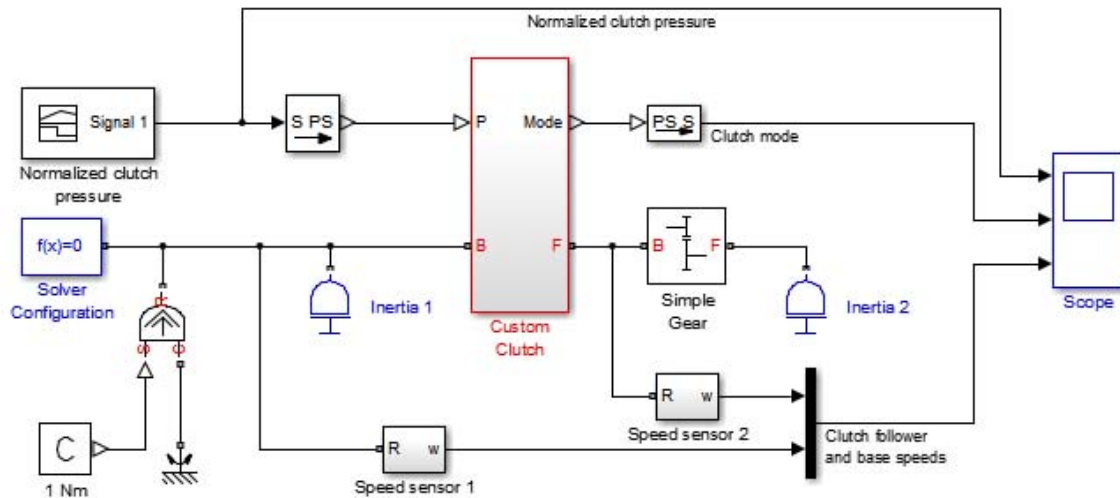 Normalized clutch pressure
Signal 1
S PS
P
Mode
PS S
Clutch mode
Normalized clutch
pressure
f(x)=0
B
F
B
F
Solver
Configuration
R
S
C
Inertia 1
Custom
Clutch
Simple
Gear
Inertia 2
Scope
R
w
Speed sensor 2
C
1 Nm
R
w
Speed sensor 1
Clutch follower
and base speeds